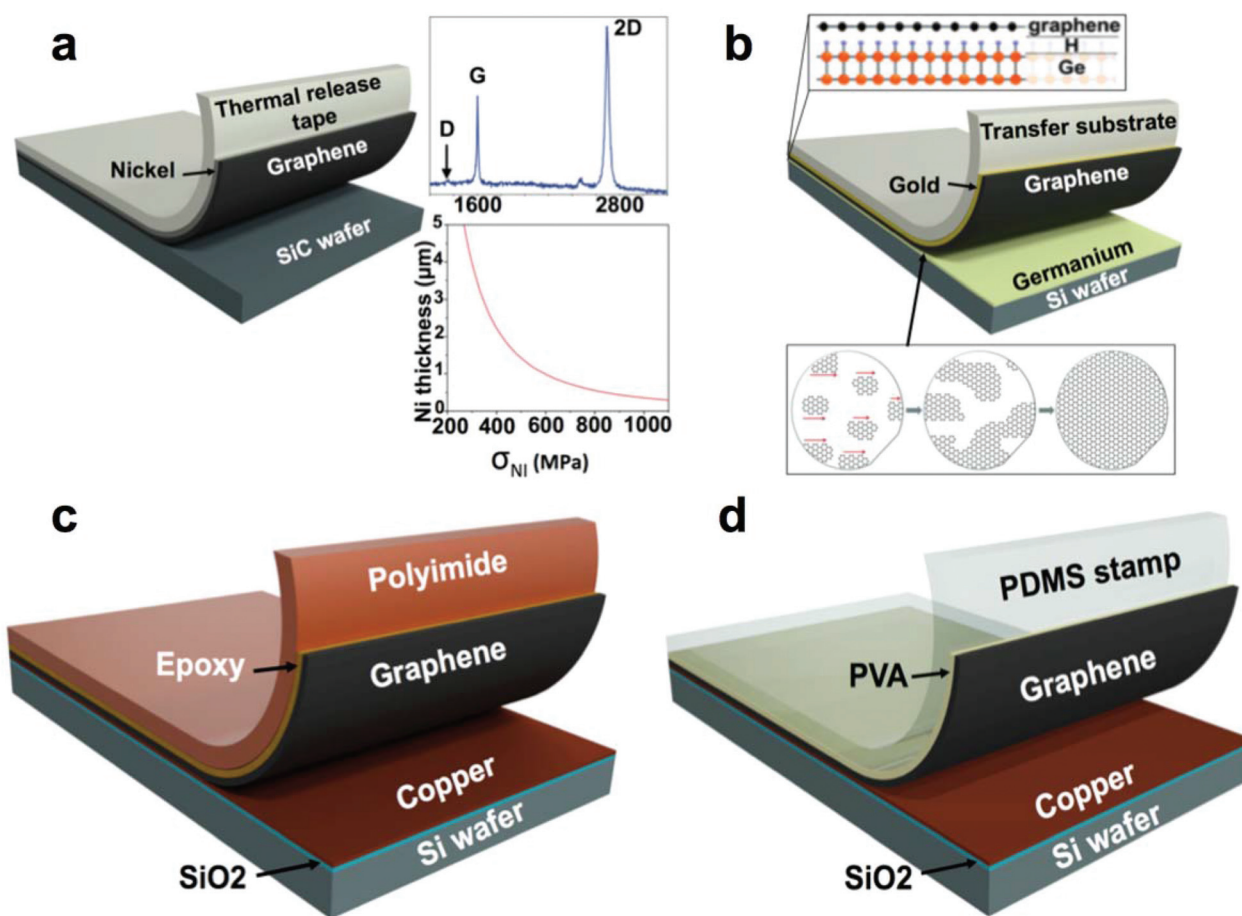 a
Thermal release
tape
Nickel
Graphene
SiC wafer
2D
G
D
1600 2800
Ni thickness (μm)
5
4
3
2
1
0
200 400 600 800 1000
σNI (MPa)
b
graphene
H
Ge
Transfer substrate
Gold
Graphene
Germanium
Si wafer
c
Polyimide
Epoxy
Graphene
Copper
Si wafer
SiO2
d
PDMS stamp
PVA
Graphene
Copper
Si wafer
SiO2